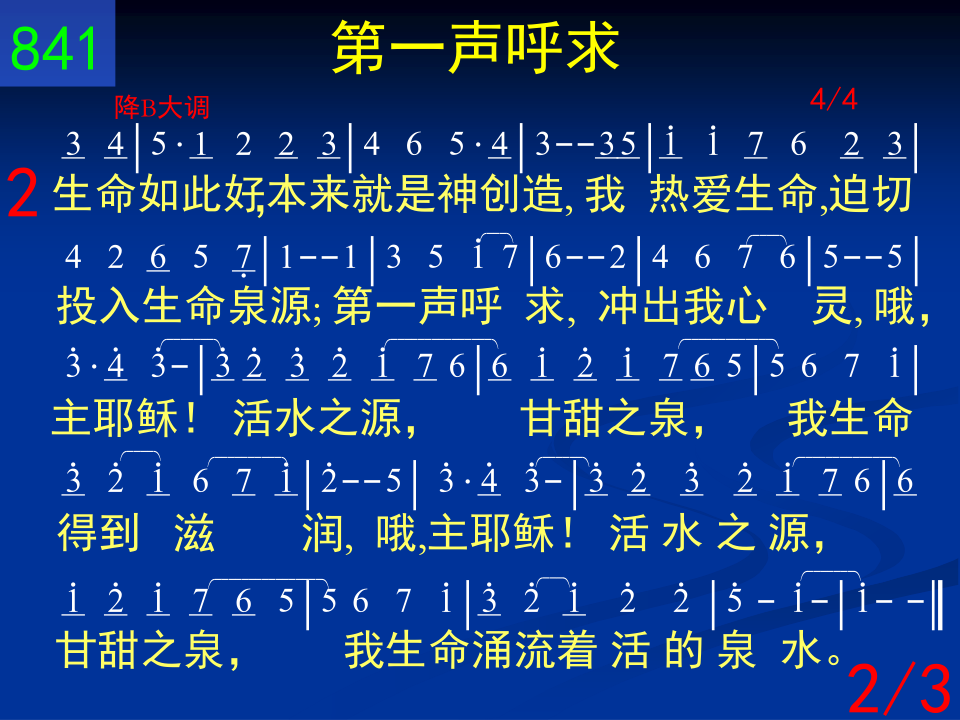 841
第一声呼求
降B大调
4/4
3 4|5·1 2 2 3|4 6 5·4|3--35|i̇ i̇ 7 6 2 3|
2
生命如此好,本来就是神创造, 我 热爱生命,迫切
4 2 6 5 7̣|1--1|3 5 i̇ 7|6--2|4 6 7 6|5--5|
投入生命泉源; 第一声呼 求, 冲出我心 灵, 哦,
3̇·4̇ 3̇-|3̇ 2̇ 3̇ 2̇ i̇ 7 6|6 i̇ 2̇ i̇ 7 6 5|5 6 7 i̇|
主耶稣! 活水之源, 甘甜之泉, 我生命
3̇ 2̇ i̇ 6 7 i̇|2̇--5| 3̇·4̇ 3̇-|3̇ 2̇ 3̇ 2̇ i̇ 7 6|6
得到 滋 润, 哦,主耶稣! 活 水 之 源,
i̇ 2̇ i̇ 7 6 5|5 6 7 i̇|3̇ 2̇ i̇ 2̇ 2̇|5̇ - i̇-|i̇- -‖
甘甜之泉, 我生命涌流着 活 的 泉 水。
2/3